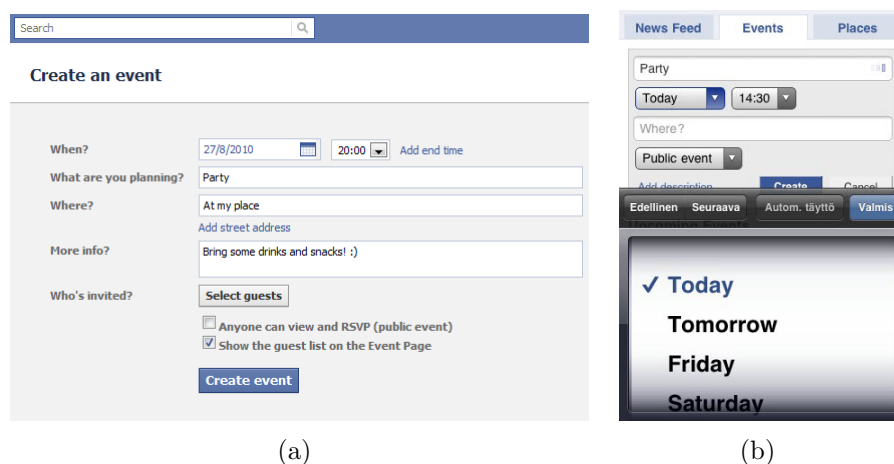 Search
Create an event
When? 27/8/2010 20:00 Add end time
What are you planning? Party
Where? At my place
Add street address
More info? Bring some drinks and snacks! :)
Who's invited? Select guests
Anyone can view and RSVP (public event)
Show the guest list on the Event Page
Create event
(a)
News Feed Events Places
Party
Today 14:30
Where?
Public event
Add description Create Cancel
Edellinen Seuraava Autom. täyttö Valmis
Upcoming Events
Today
Tomorrow
Friday
Saturday
(b)